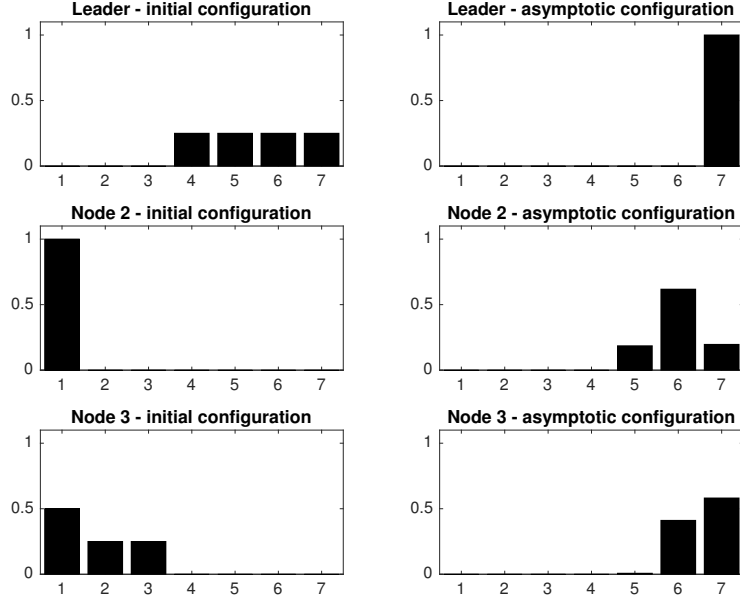 Leader - initial configuration
1
0.5
0
1 2 3 4 5 6 7
Leader - asymptotic configuration
1
0.5
0
1 2 3 4 5 6 7
Node 2 - initial configuration
1
0.5
0
1 2 3 4 5 6 7
Node 2 - asymptotic configuration
1
0.5
0
1 2 3 4 5 6 7
Node 3 - initial configuration
1
0.5
0
1 2 3 4 5 6 7
Node 3 - asymptotic configuration
1
0.5
0
1 2 3 4 5 6 7